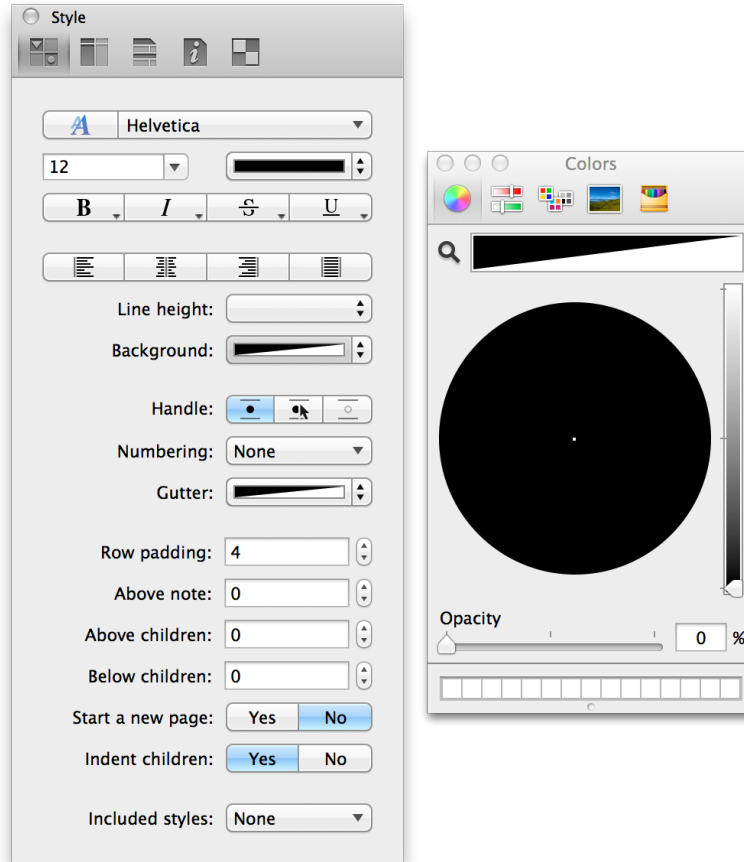 Style
Helvetica
12
B I S U
Line height:
Background:
Handle:
Numbering: None
Gutter:
Row padding: 4
Above note: 0
Above children: 0
Below children: 0
Start a new page: Yes No
Indent children: Yes No
Included styles: None
Colors
Opacity
0 %